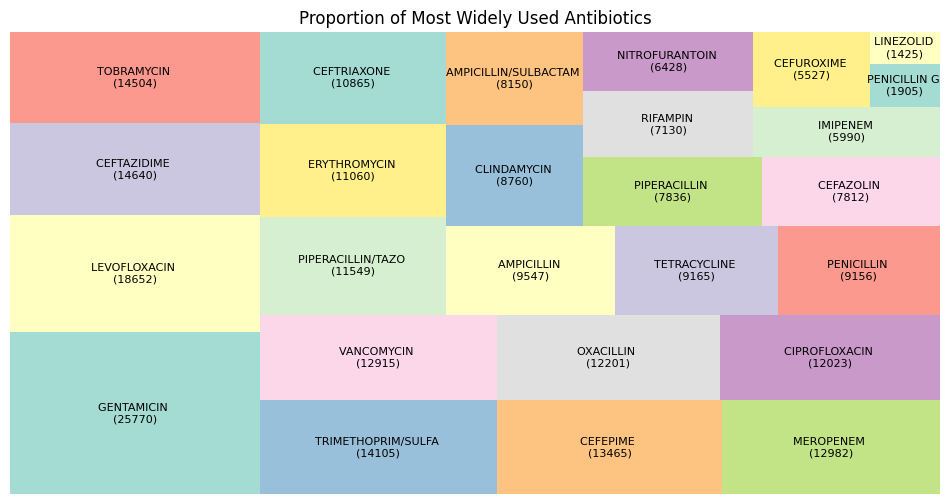 Proportion of Most Widely Used Antibiotics
TOBRAMYCIN
(14504)
CEFTRIAXONE
(10865)
AMPICILLIN/SULBACTAM
(8150)
NITROFURANTOIN
(6428)
CEFUROXIME
(5527)
LINEZOLID
(1425)
PENICILLIN G
(1905)
RIFAMPIN
(7130)
IMIPENEM
(5990)
CEFTAZIDIME
(14640)
ERYTHROMYCIN
(11060)
CLINDAMYCIN
(8760)
PIPERACILLIN
(7836)
CEFAZOLIN
(7812)
LEVOFLOXACIN
(18652)
PIPERACILLIN/TAZO
(11549)
AMPICILLIN
(9547)
TETRACYCLINE
(9165)
PENICILLIN
(9156)
VANCOMYCIN
(12915)
OXACILLIN
(12201)
CIPROFLOXACIN
(12023)
GENTAMICIN
(25770)
TRIMETHOPRIM/SULFA
(14105)
CEFEPIME
(13465)
MEROPENEM
(12982)